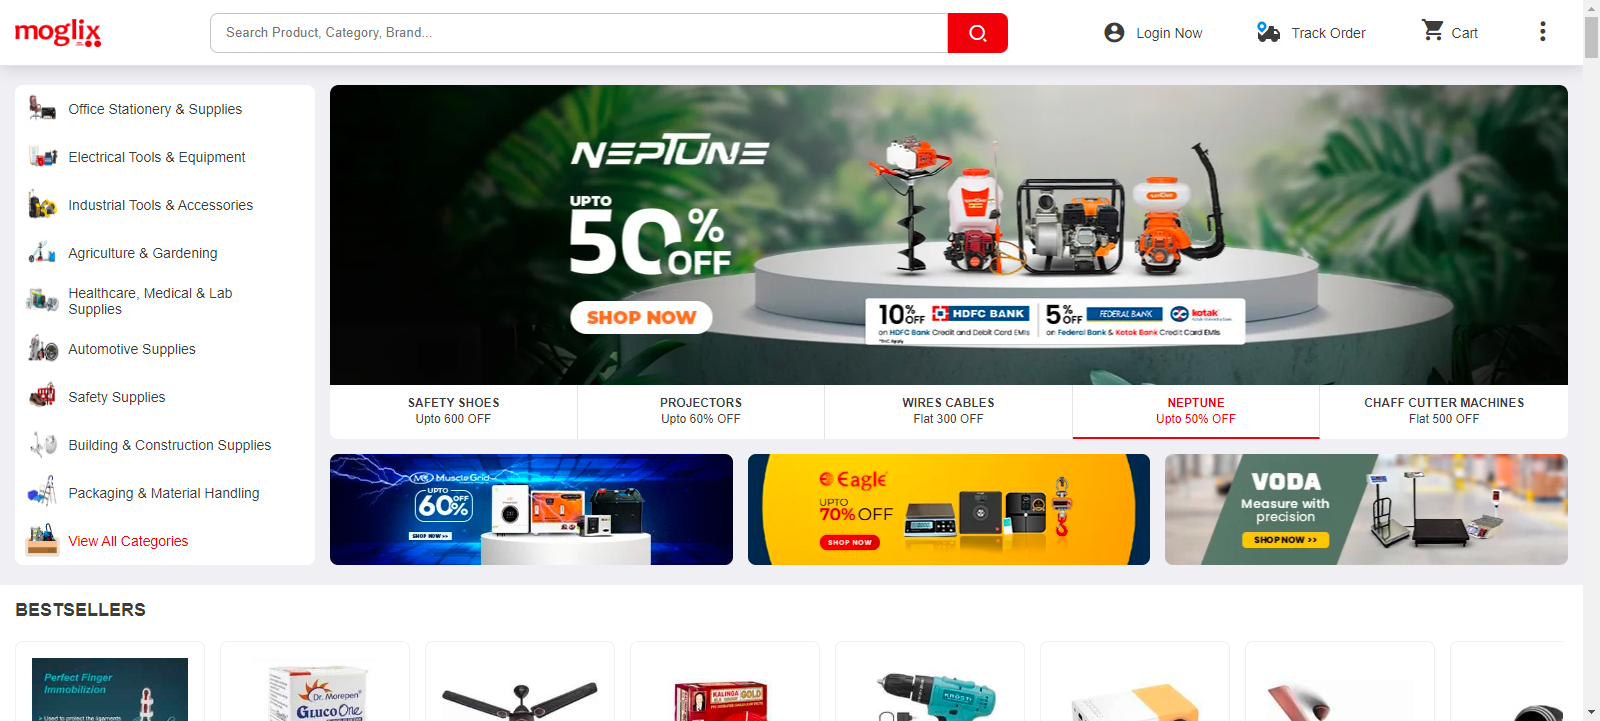 moglix
Search Product, Category, Brand...
Login Now
Track Order
Cart
Office Stationery & Supplies
Electrical Tools & Equipment
Industrial Tools & Accessories
Agriculture & Gardening
Healthcare, Medical & Lab
Supplies
Automotive Supplies
Safety Supplies
Building & Construction Supplies
Packaging & Material Handling
View All Categories
NEPTUNE
UPTO
50% OFF
SHOP NOW
10% OFF HDFC BANK
on HDFC Bank Credit and Debit Card EMIs
*TnC Apply
5% OFF FEDERAL BANK kotak
on Federal Bank & Kotak Bank Credit Card EMIs
SAFETY SHOES
Upto 600 OFF
PROJECTORS
Upto 60% OFF
WIRES CABLES
Flat 300 OFF
NEPTUNE
Upto 50% OFF
CHAFF CUTTER MACHINES
Flat 500 OFF
MuscleGrid
UPTO
60% OFF
SHOP NOW >>
Eagle
UPTO
70% OFF
SHOP NOW
VODA
Measure with
precision
SHOP NOW >>
BESTSELLERS
Perfect Finger
Immobilizion
Used to protect the ligaments
Dr. Morepen
GlucoOne
KALINGA
GOLD